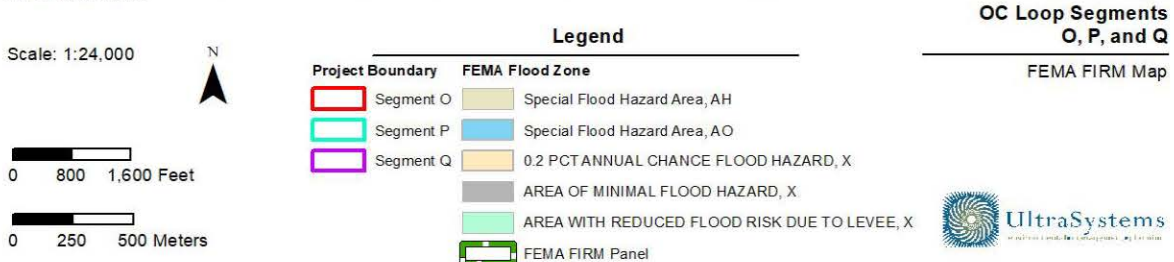 OC Loop Segments
O, P, and Q
FEMA FIRM Map
Scale: 1:24,000
N
0 800 1,600 Feet
0 250 500 Meters
Legend
Project Boundary
Segment O
Segment P
Segment Q
FEMA Flood Zone
Special Flood Hazard Area, AH
Special Flood Hazard Area, AO
0.2 PCT ANNUAL CHANCE FLOOD HAZARD, X
AREA OF MINIMAL FLOOD HAZARD, X
AREA WITH REDUCED FLOOD RISK DUE TO LEVEE, X
FEMA FIRM Panel
UltraSystems